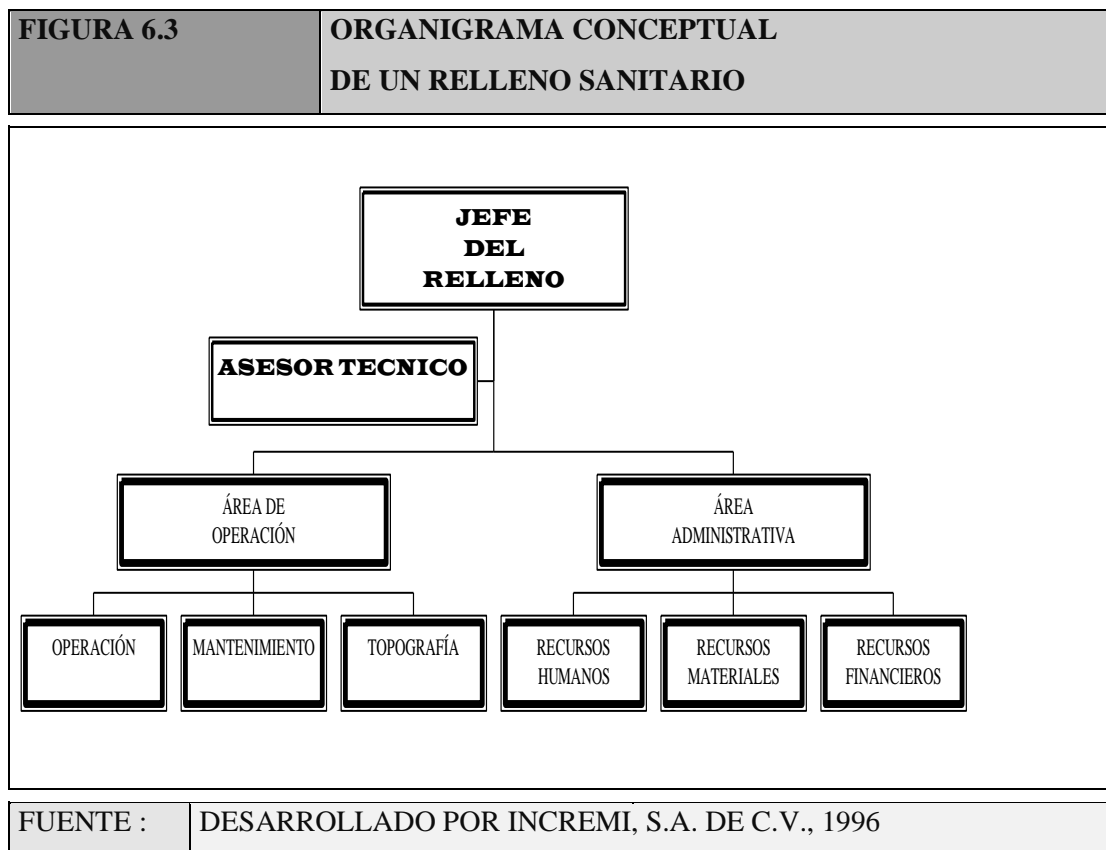 FIGURA 6.3
ORGANIGRAMA CONCEPTUAL
DE UN RELLENO SANITARIO
JEFE
DEL
RELLENO
ASESOR TECNICO
ÁREA DE
OPERACIÓN
ÁREA
ADMINISTRATIVA
OPERACIÓN
MANTENIMIENTO
TOPOGRAFÍA
RECURSOS
HUMANOS
RECURSOS
MATERIALES
RECURSOS
FINANCIEROS
FUENTE :
DESARROLLADO POR INCREMI, S.A. DE C.V., 1996